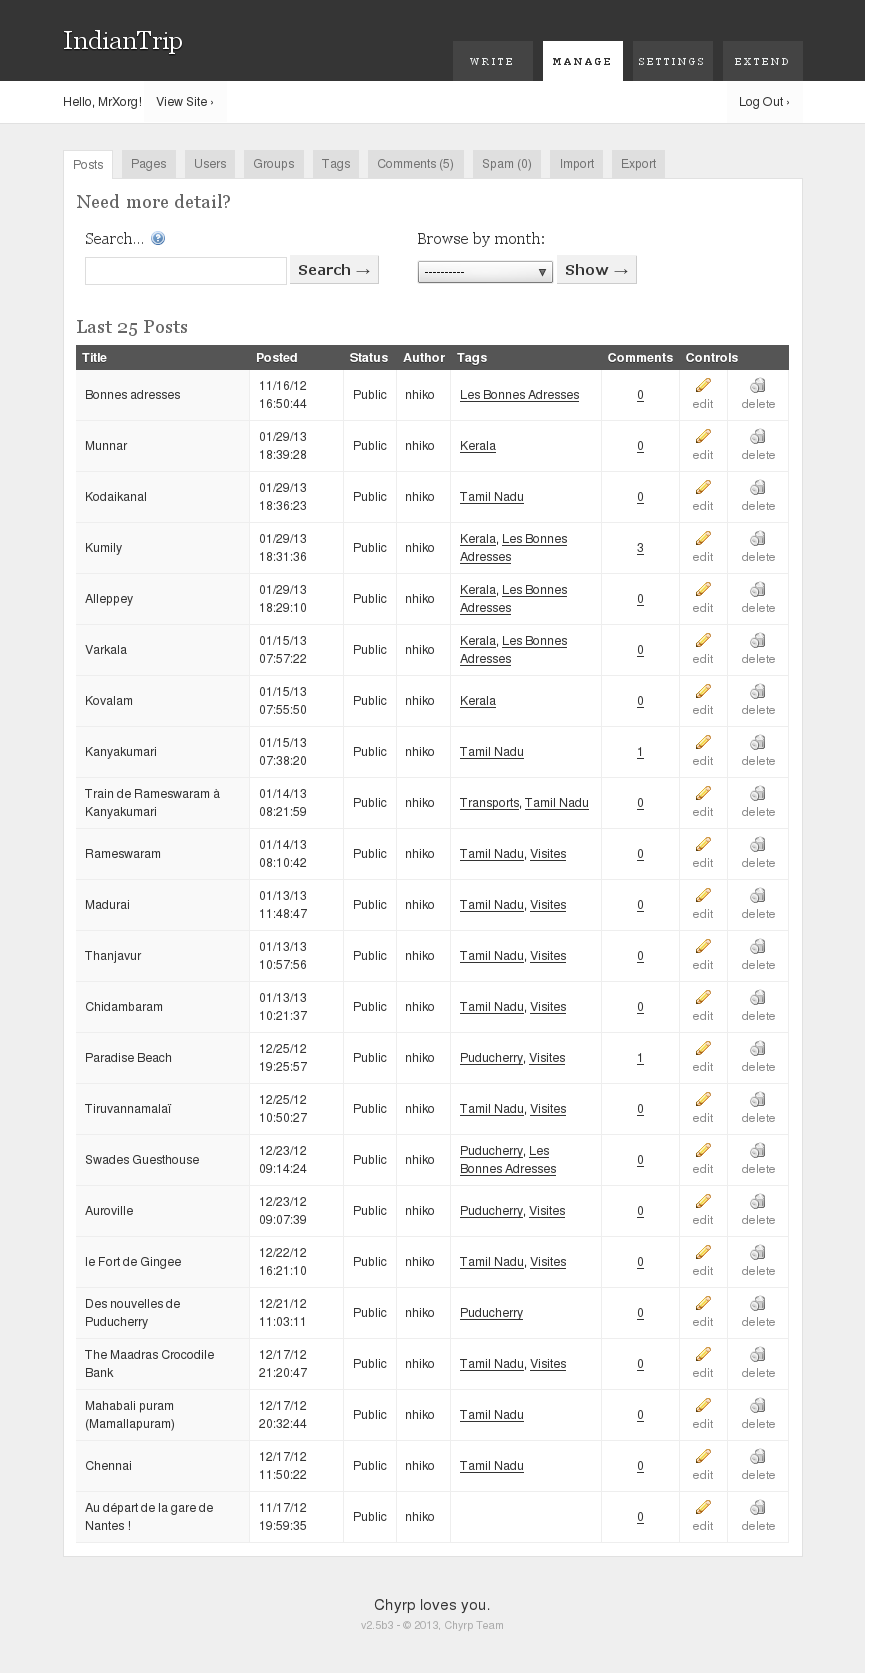 IndianTrip
WRITE MANAGE SETTINGS EXTEND
Hello, MrXorg! View Site › Log Out ›
Posts Pages Users Groups Tags Comments (5) Spam (0) Import Export
Need more detail?
Search... Browse by month:
Search → ---------- Show →
Last 25 Posts
Title Posted Status Author Tags Comments Controls
Bonnes adresses 11/16/12 16:50:44 Public nhiko Les Bonnes Adresses 0 edit delete
Munnar 01/29/13 18:39:28 Public nhiko Kerala 0 edit delete
Kodaikanal 01/29/13 18:36:23 Public nhiko Tamil Nadu 0 edit delete
Kumily 01/29/13 18:31:36 Public nhiko Kerala, Les Bonnes Adresses 3 edit delete
Alleppey 01/29/13 18:29:10 Public nhiko Kerala, Les Bonnes Adresses 0 edit delete
Varkala 01/15/13 07:57:22 Public nhiko Kerala, Les Bonnes Adresses 0 edit delete
Kovalam 01/15/13 07:55:50 Public nhiko Kerala 0 edit delete
Kanyakumari 01/15/13 07:38:20 Public nhiko Tamil Nadu 1 edit delete
Train de Rameswaram à Kanyakumari 01/14/13 08:21:59 Public nhiko Transports, Tamil Nadu 0 edit delete
Rameswaram 01/14/13 08:10:42 Public nhiko Tamil Nadu, Visites 0 edit delete
Madurai 01/13/13 11:48:47 Public nhiko Tamil Nadu, Visites 0 edit delete
Thanjavur 01/13/13 10:57:56 Public nhiko Tamil Nadu, Visites 0 edit delete
Chidambaram 01/13/13 10:21:37 Public nhiko Tamil Nadu, Visites 0 edit delete
Paradise Beach 12/25/12 19:25:57 Public nhiko Puducherry, Visites 1 edit delete
Tiruvannamalaï 12/25/12 10:50:27 Public nhiko Tamil Nadu, Visites 0 edit delete
Swades Guesthouse 12/23/12 09:14:24 Public nhiko Puducherry, Les Bonnes Adresses 0 edit delete
Auroville 12/23/12 09:07:39 Public nhiko Puducherry, Visites 0 edit delete
le Fort de Gingee 12/22/12 16:21:10 Public nhiko Tamil Nadu, Visites 0 edit delete
Des nouvelles de Puducherry 12/21/12 11:03:11 Public nhiko Puducherry 0 edit delete
The Maadras Crocodile Bank 12/17/12 21:20:47 Public nhiko Tamil Nadu, Visites 0 edit delete
Mahabali puram (Mamallapuram) 12/17/12 20:32:44 Public nhiko Tamil Nadu 0 edit delete
Chennai 12/17/12 11:50:22 Public nhiko Tamil Nadu 0 edit delete
Au départ de la gare de Nantes ! 11/17/12 19:59:35 Public nhiko 0 edit delete
Chyrp loves you.
v2.5b3 - © 2013, Chyrp Team